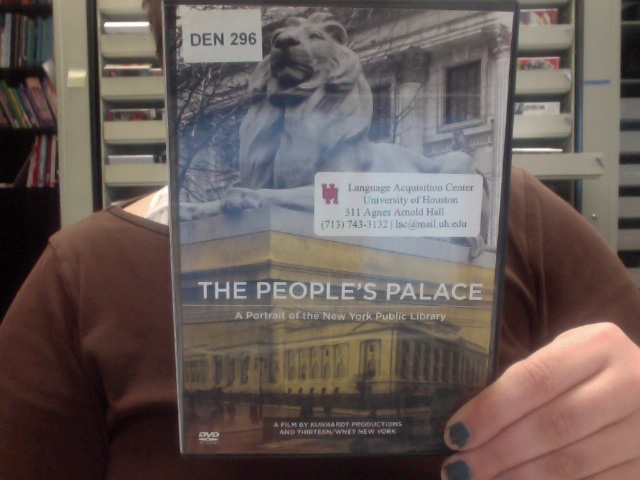 DEN 296
Language Acquisition Center
University of Houston
311 Agnes Arnold Hall
(713) 743-3132 | lac@mail.uh.edu
THE PEOPLE'S PALACE
A Portrait of the New York Public Library
A FILM BY KUNHARDT PRODUCTIONS
AND THIRTEEN/WNET NEW YORK
DVD